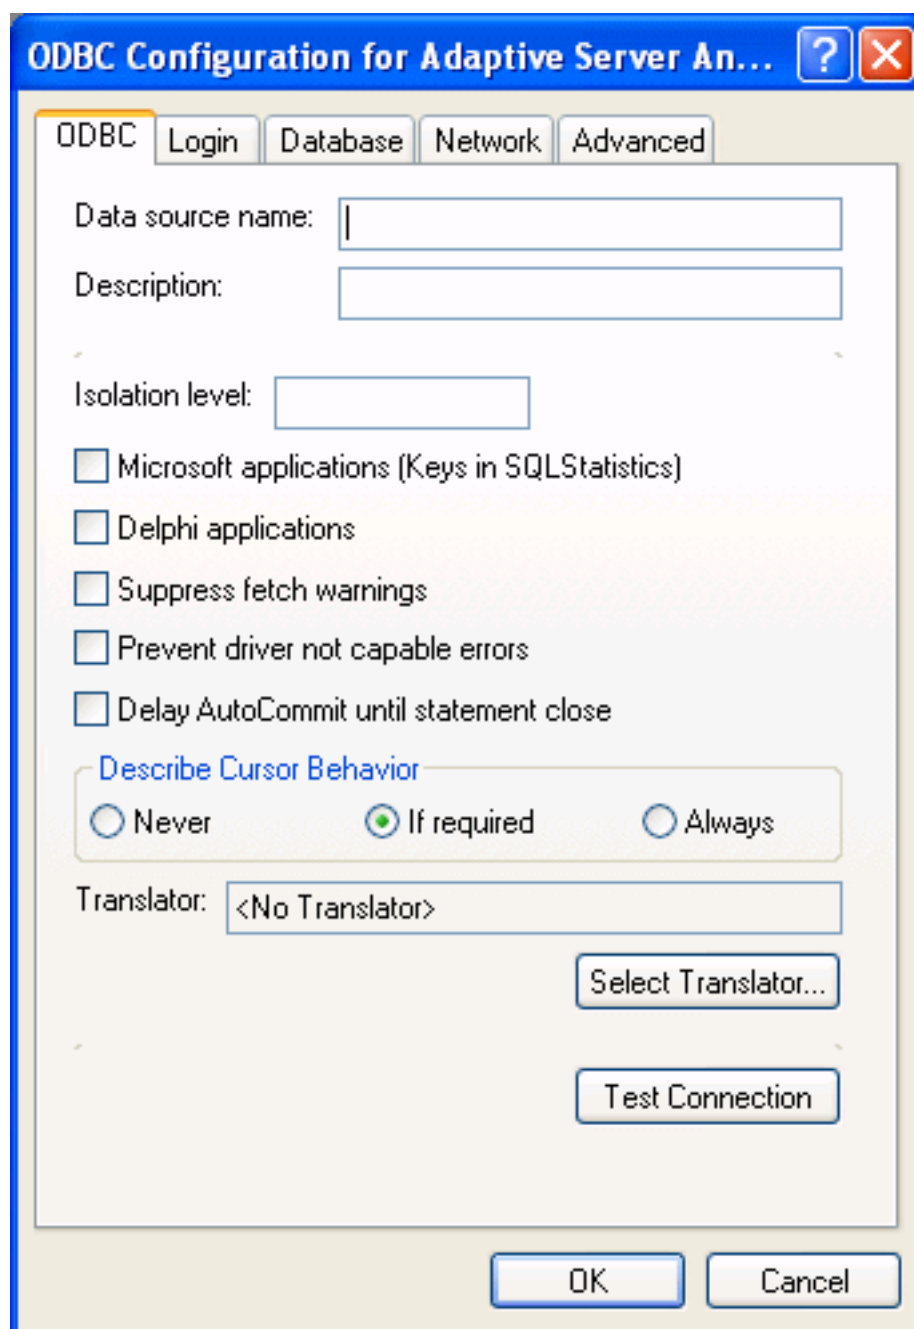 ODBC Configuration for Adaptive Server An...
ODBC Login Database Network Advanced
Data source name:
Description:
Isolation level:
Microsoft applications (Keys in SQLStatistics)
Delphi applications
Suppress fetch warnings
Prevent driver not capable errors
Delay AutoCommit until statement close
Describe Cursor Behavior
Never If required Always
Translator: <No Translator>
Select Translator...
Test Connection
OK Cancel